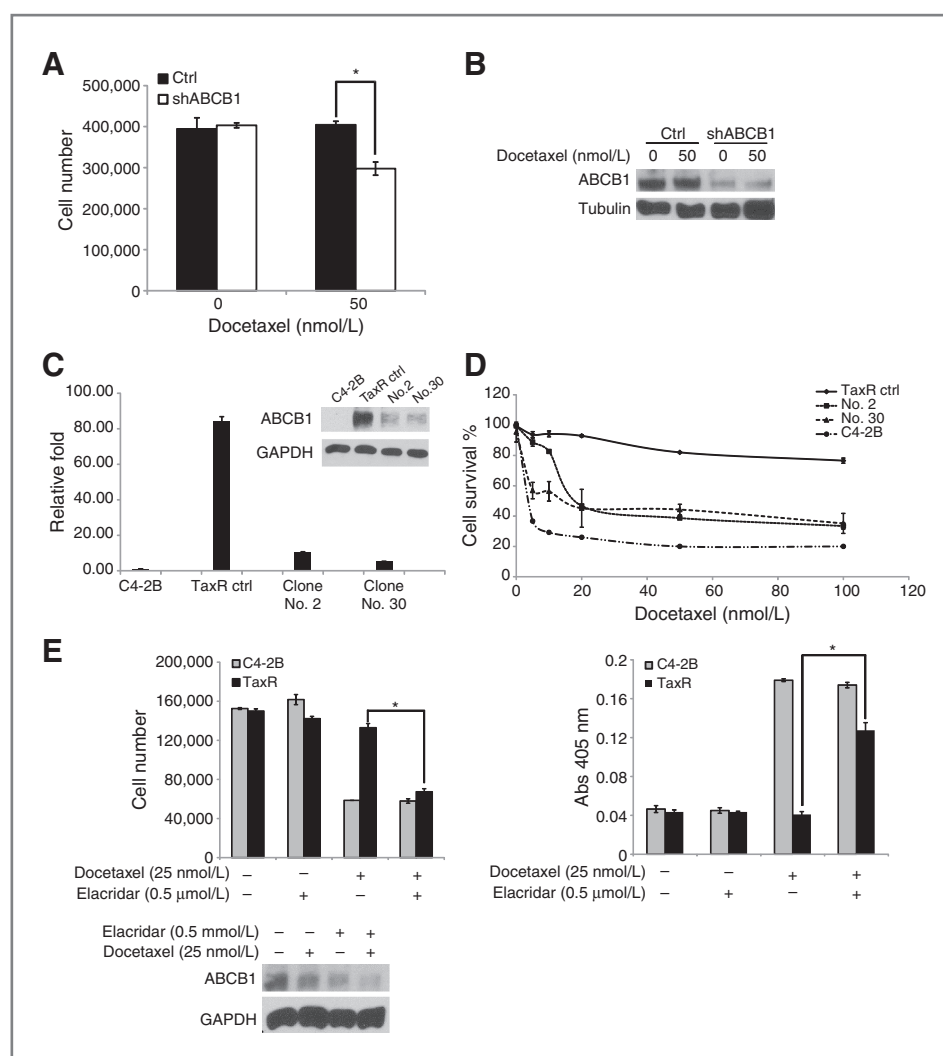 A
Ctrl
shABCB1
*
500,000
400,000
300,000
200,000
100,000
0
Cell number
0 50
Docetaxel (nmol/L)
B
Ctrl shABCB1
Docetaxel (nmol/L) 0 50 0 50
ABCB1
Tubulin
C
100.00
80.00
60.00
40.00
20.00
0.00
Relative fold
C4-2B TaxR ctrl No.2 No.30
ABCB1
GAPDH
C4-2B TaxR ctrl Clone No. 2 Clone No. 30
D
TaxR ctrl
No. 2
No. 30
C4-2B
120
100
80
60
40
20
0
Cell survival %
0 20 40 60 80 100 120
Docetaxel (nmol/L)
E
200,000
160,000
120,000
80,000
40,000
0
Cell number
C4-2B
TaxR
*
Docetaxel (25 nmol/L) – – + +
Elacridar (0.5 μmol/L) – + – +
0.2
0.16
0.12
0.08
0.04
0
Abs 405 nm
C4-2B
TaxR
*
Docetaxel (25 nmol/L) – – + +
Elacridar (0.5 μmol/L) – + – +
Elacridar (0.5 mmol/L) – – + +
Docetaxel (25 nmol/L) – + – +
ABCB1
GAPDH